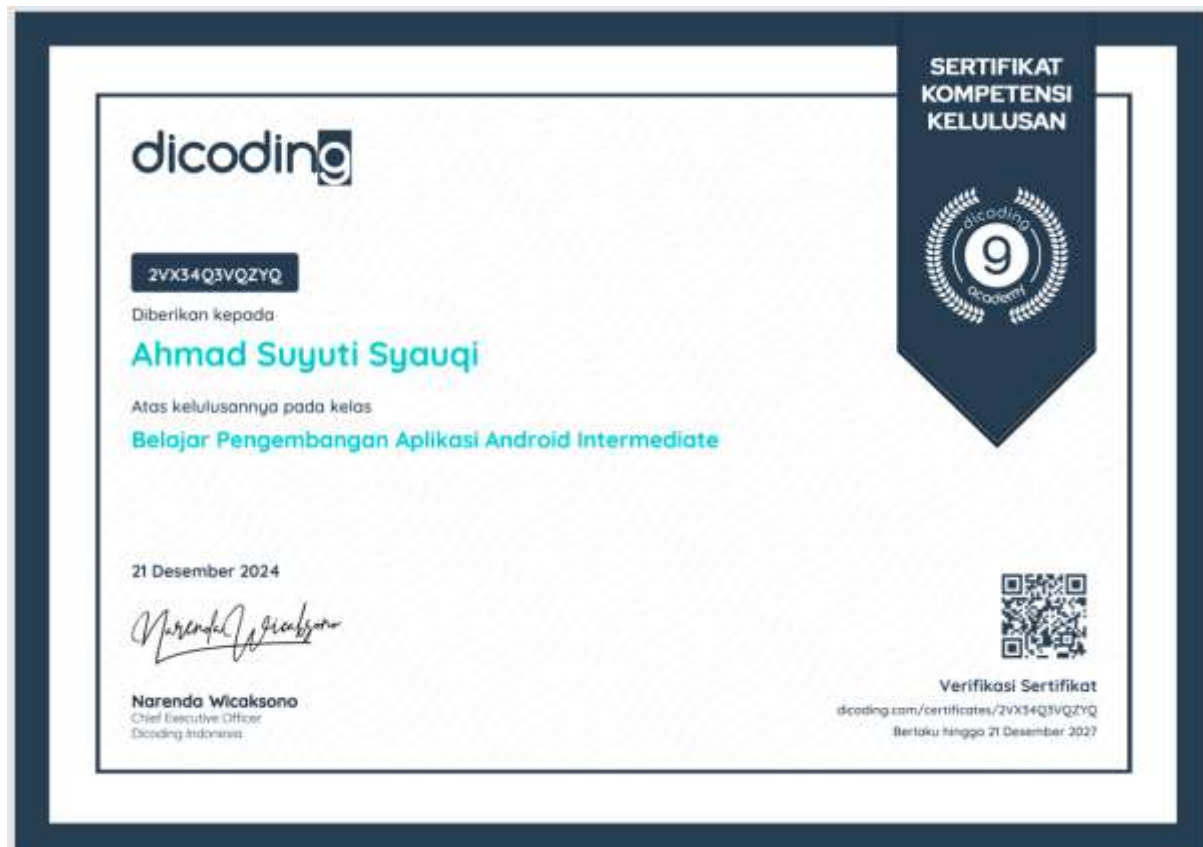 SERTIFIKAT
KOMPETENSI
KELULUSAN
dicoding
dicoding
9
academy
2VX34Q3VQZYQ
Diberikan kepada
Ahmad Suyuti Syauqi
Atas kelulusannya pada kelas
Belajar Pengembangan Aplikasi Android Intermediate
21 Desember 2024
Narenda Wicaksono
Narenda Wicaksono
Chief Executive Officer
Dicoding Indonesia
Verifikasi Sertifikat
dicoding.com/certificates/2VX34Q3VQZYQ
Berlaku hingga 21 Desember 2027